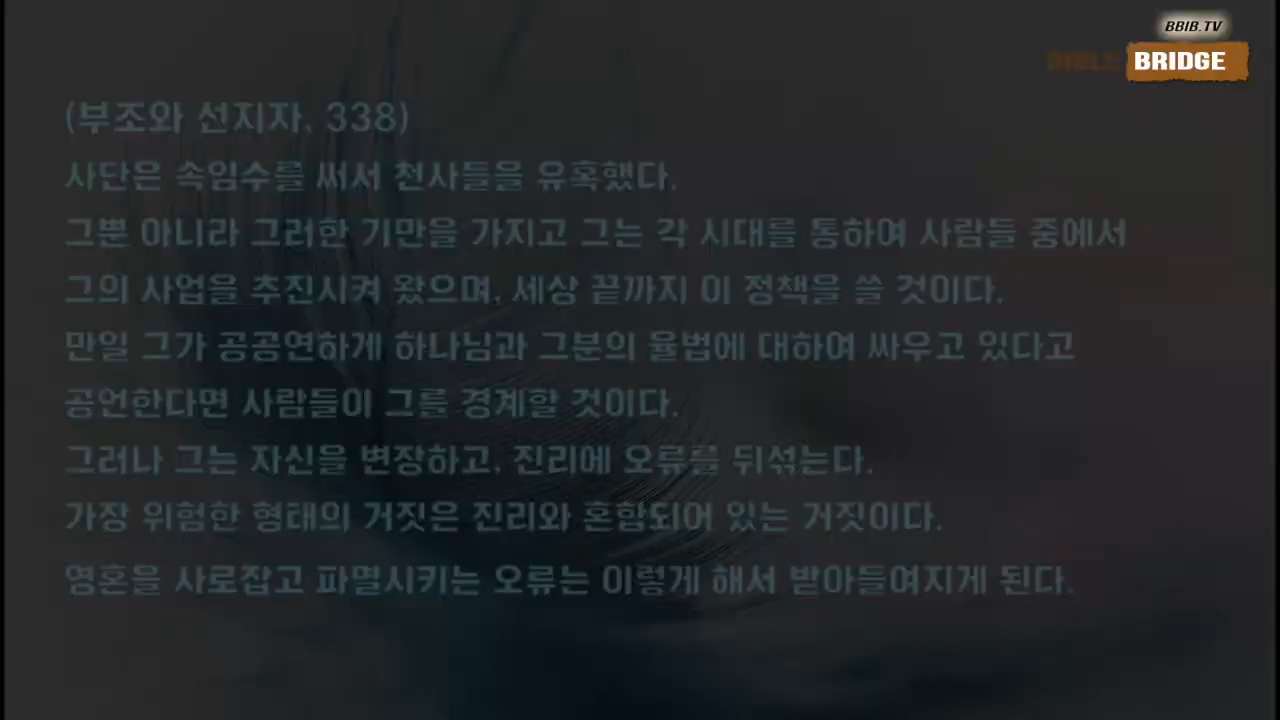 BBIB.TV
BIBLE BRIDGE
(부조와 선지자, 338)
사단은 속임수를 써서 천사들을 유혹했다.
그뿐 아니라 그러한 기만을 가지고 그는 각 시대를 통하여 사람들 중에서
그의 사업을 추진시켜 왔으며, 세상 끝까지 이 정책을 쓸 것이다.
만일 그가 공공연하게 하나님과 그분의 율법에 대하여 싸우고 있다고
공언한다면 사람들이 그를 경계할 것이다.
그러나 그는 자신을 변장하고, 진리에 오류를 뒤섞는다.
가장 위험한 형태의 거짓은 진리와 혼합되어 있는 거짓이다.
영혼을 사로잡고 파멸시키는 오류는 이렇게 해서 받아들여지게 된다.